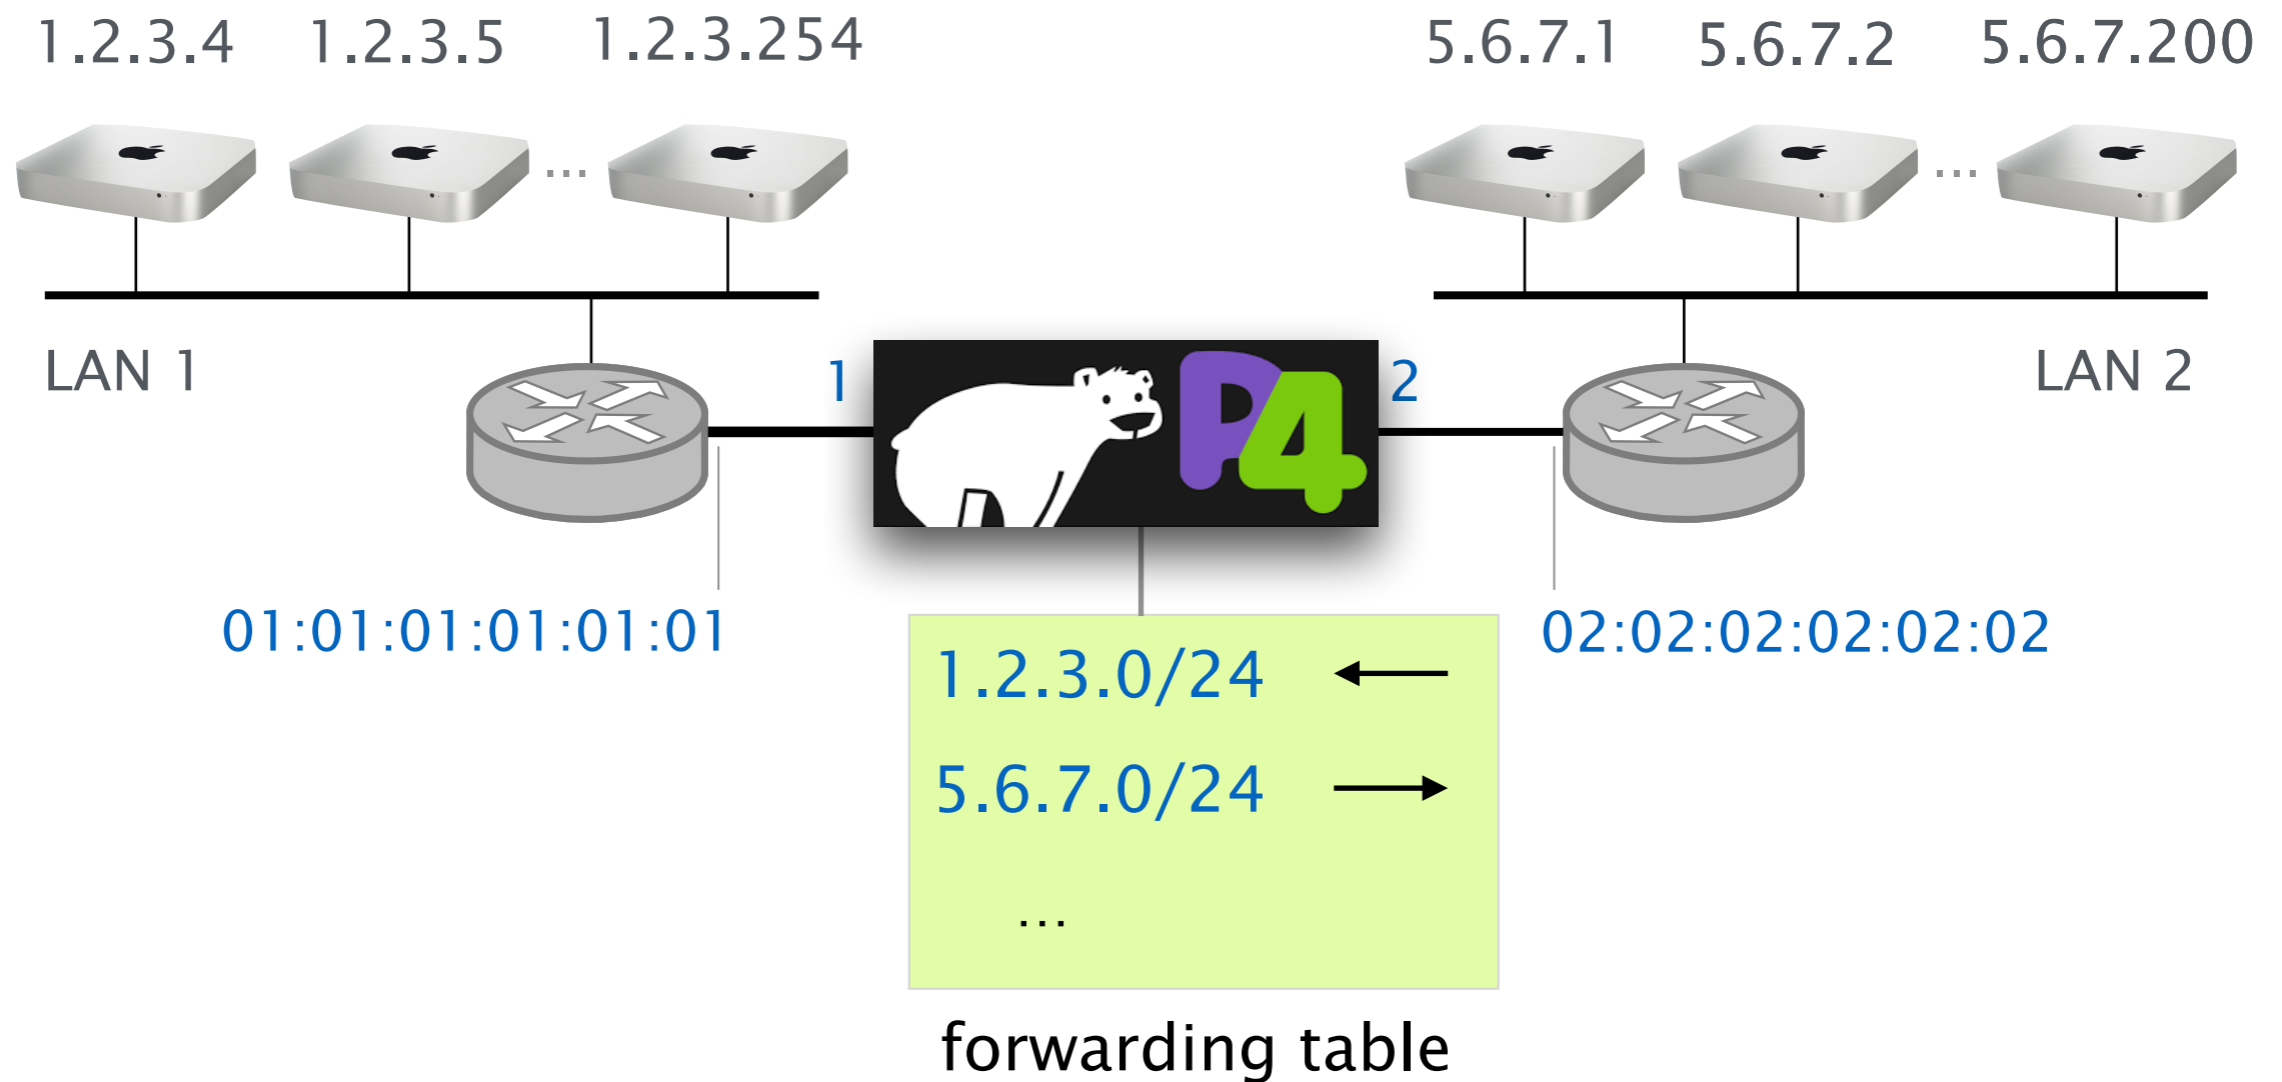 1.2.3.4 1.2.3.5 1.2.3.254 5.6.7.1 5.6.7.2 5.6.7.200
... ...
LAN 1 1 P4 2 LAN 2
01:01:01:01:01:01 02:02:02:02:02:02
1.2.3.0/24 ←
5.6.7.0/24 →
...
forwarding table